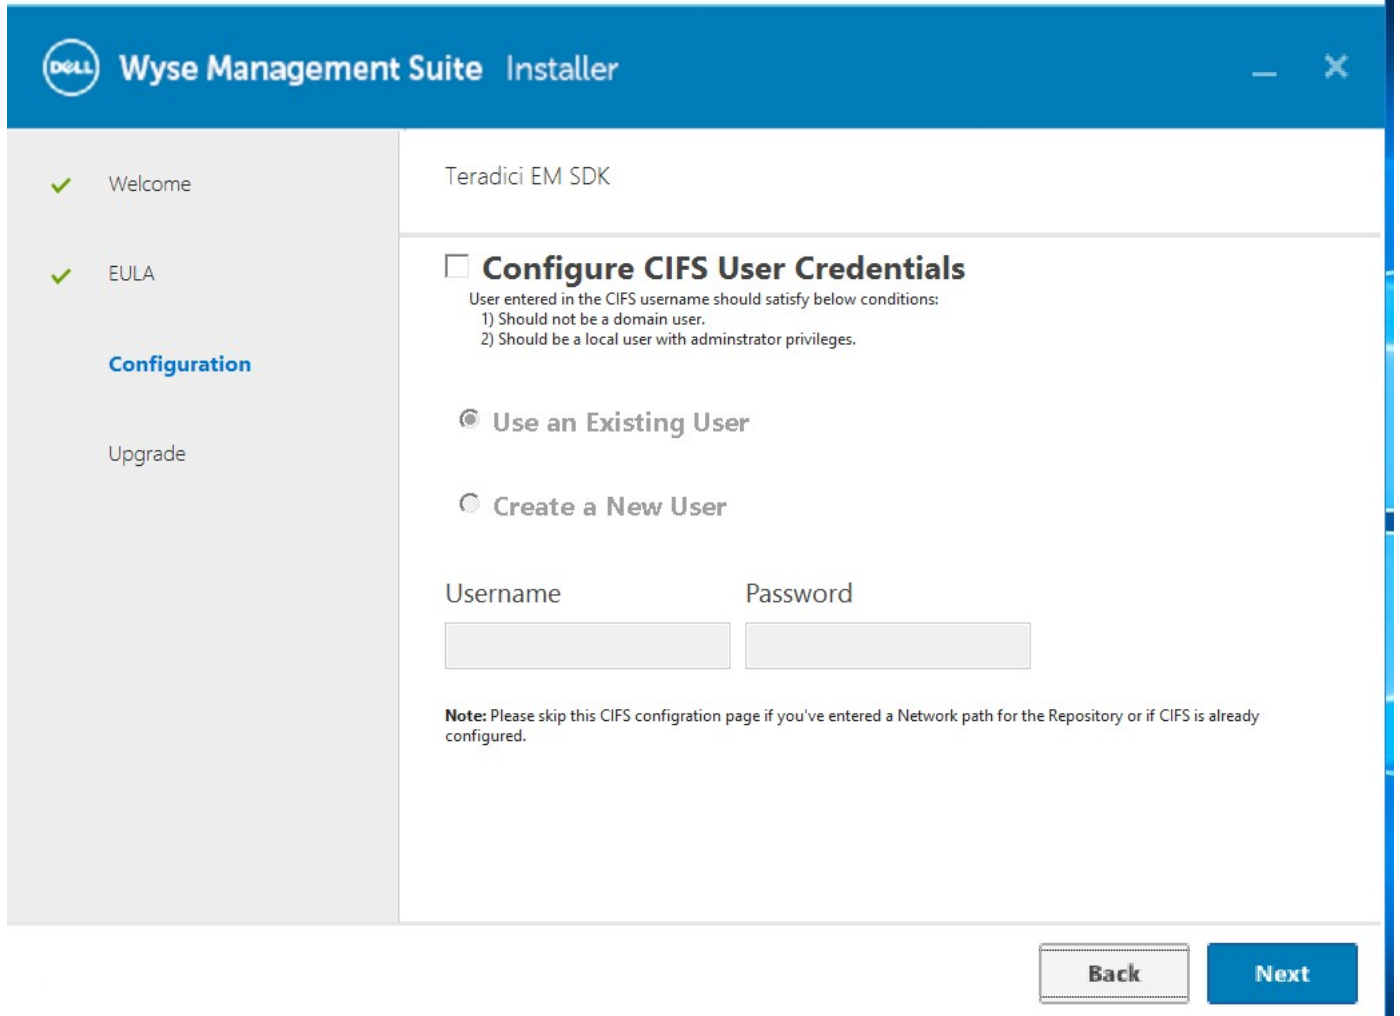 DELL Wyse Management Suite Installer
Welcome
EULA
Configuration
Upgrade
Teradici EM SDK
Configure CIFS User Credentials
User entered in the CIFS username should satisfy below conditions:
1) Should not be a domain user.
2) Should be a local user with adminstrator privileges.
Use an Existing User
Create a New User
Username Password
Note: Please skip this CIFS configration page if you've entered a Network path for the Repository or if CIFS is already
configured.
Back Next